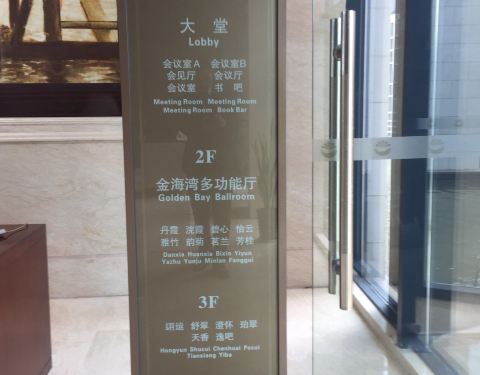 大 堂
Lobby
会议室A 会议室B
会见厅 会议厅
会议室 书 吧
Meeting Room Meeting Room
Meeting Room Book Bar
2F
金海湾多功能厅
Golden Bay Ballroom
丹霞 浣霞 碧心 怡云
雅竹 韵菊 茗兰 芳桂
Danxia Huanxia Bixin Yiyun
Yazhu Yunju Minlan Fanggui
3F
翊运 舒翠 澄怀 珀翠
天香 逸吧
Hongyun Shucui Chenhuai Pocui
Tianxiang Yiba